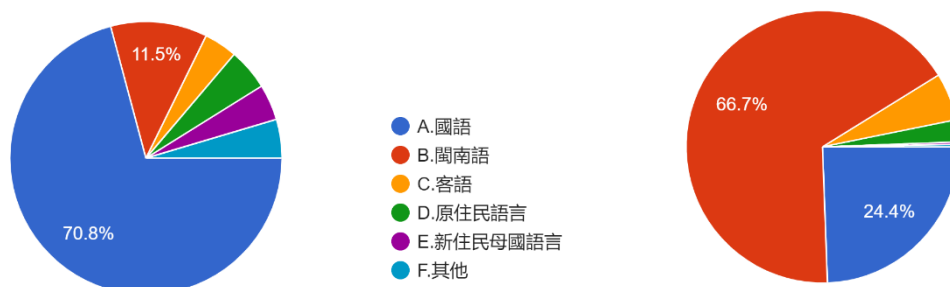 11.5%
70.8%
A.國語
B.閩南語
C.客語
D.原住民語言
E.新住民母國語言
F.其他
66.7%
24.4%